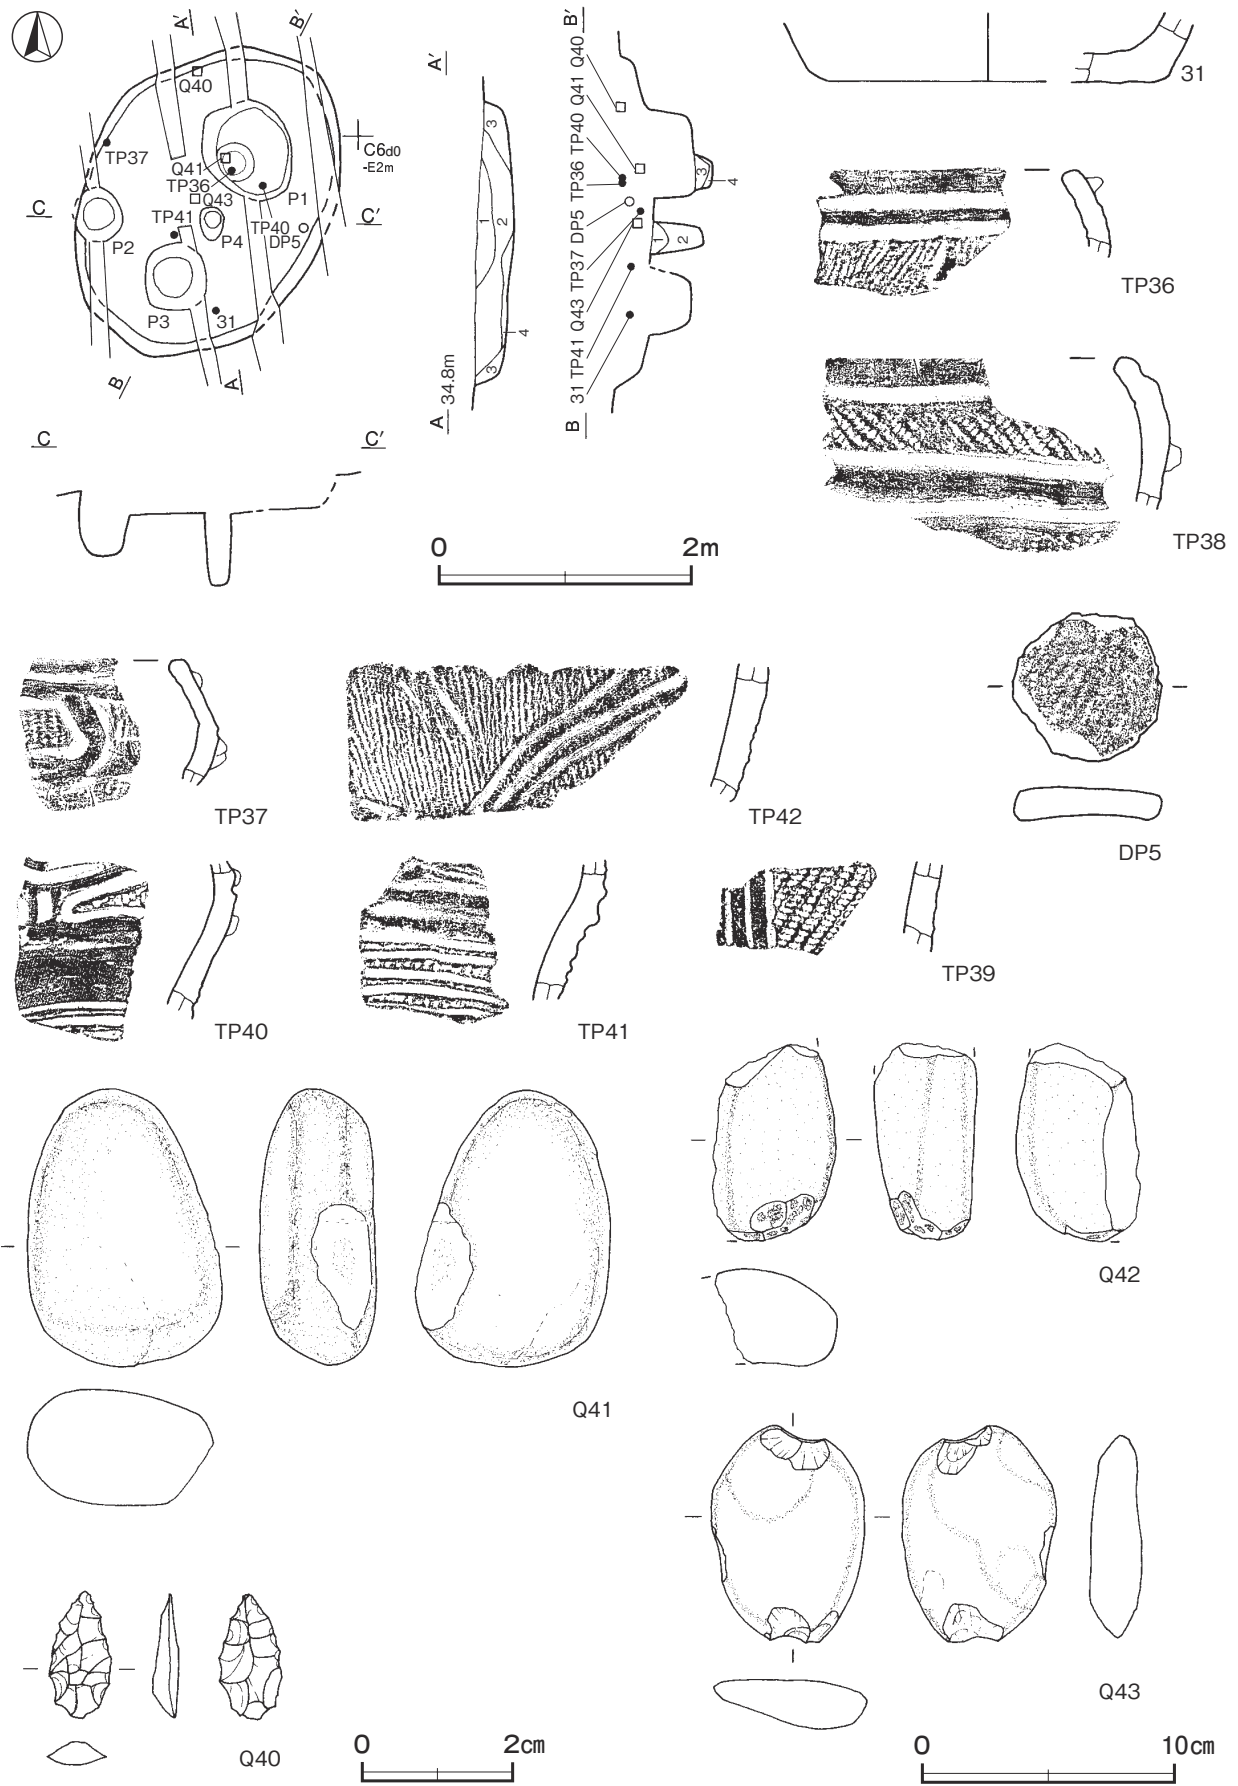 A′
B′
Q40
TP37
C6d0
-E2m
Q41
TP36
Q43
P1
C
TP41
TP40
C′
P2
P4
DP5
P3
31
B
A
A′
3
1
2
4
3
A 34.8m
B′
Q40
Q41
TP40
TP36
DP5
TP37
Q43
TP41
31
B
3
4
1
2
31
TP36
C
C′
0
2m
TP38
TP37
TP42
DP5
TP40
TP41
TP39
Q41
Q42
Q43
Q40
0
2cm
0
10cm